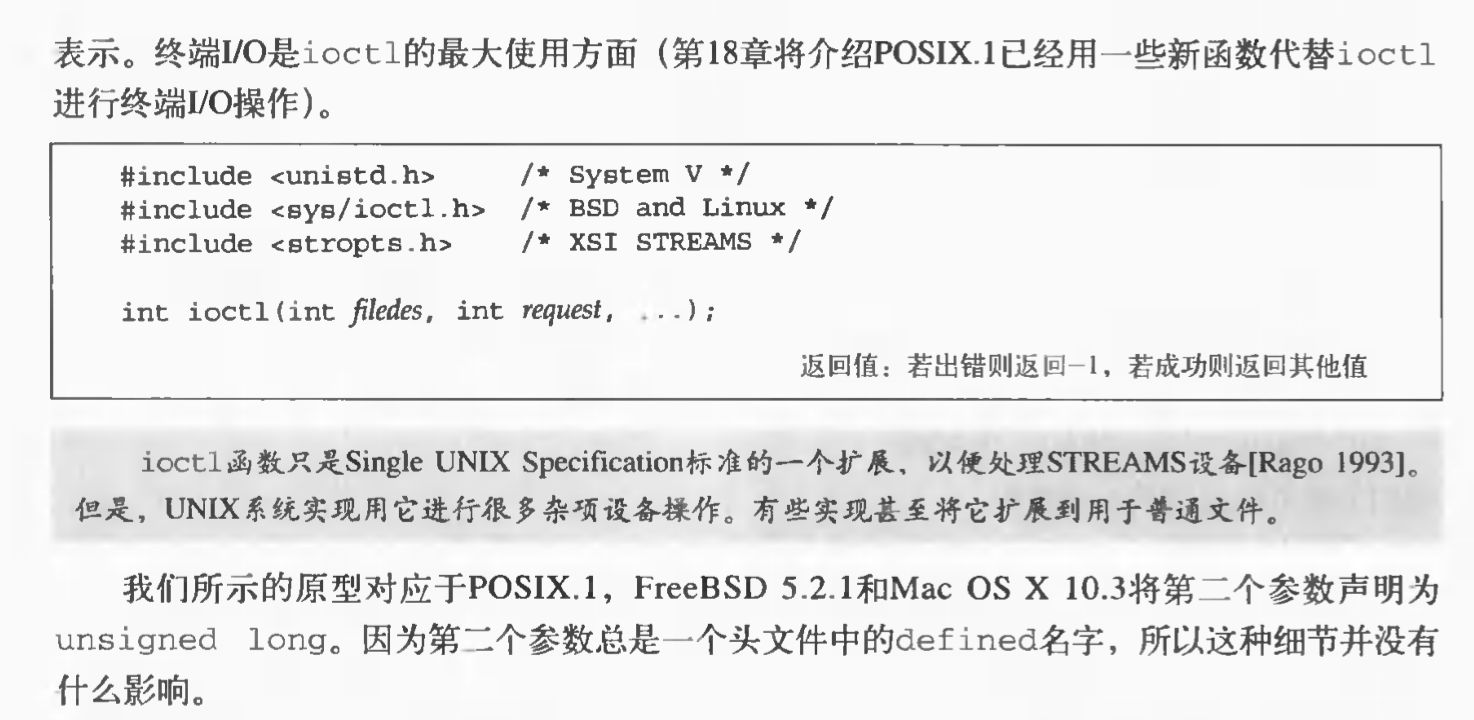 表示。终端I/O是ioctl的最大使用方面（第18章将介绍POSIX.1已经用一些新函数代替ioctl
进行终端I/O操作）。
#include <unistd.h> /* System V */
#include <sys/ioctl.h> /* BSD and Linux */
#include <stropts.h> /* XSI STREAMS */
int ioctl(int filedes, int request, ...);
返回值：若出错则返回-1，若成功则返回其他值
ioctl函数只是Single UNIX Specification标准的一个扩展，以便处理STREAMS设备[Rago 1993]。
但是，UNIX系统实现用它进行很多杂项设备操作。有些实现甚至将它扩展到用于普通文件。
我们所示的原型对应于POSIX.1，FreeBSD 5.2.1和Mac OS X 10.3将第二个参数声明为
unsigned long。因为第二个参数总是一个头文件中的defined名字，所以这种细节并没有
什么影响。